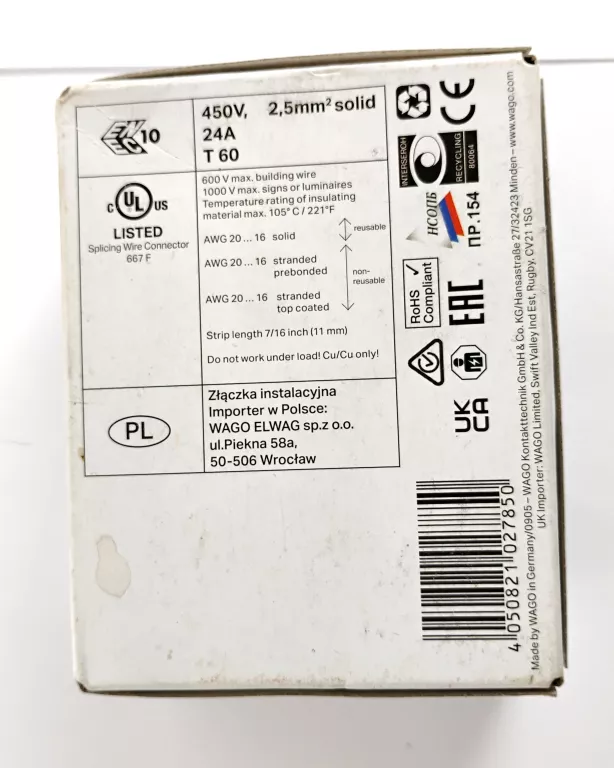 ENEC 10
450V, 2,5mm² solid
24A
T 60
C UL US
LISTED
Splicing Wire Connector
667 F
600 V max. building wire
1000 V max. signs or luminaires
Temperature rating of insulating
material max. 105°C / 221°F
AWG 20 ... 16 solid
reusable
AWG 20 ... 16 stranded
prebonded
non-
reusable
AWG 20 ... 16 stranded
top coated
Strip length 7/16 inch (11 mm)
Do not work under load! Cu/Cu only!
PL
Złączka instalacyjna
Importer w Polsce:
WAGO ELWAG sp.z o.o.
ul.Piekna 58a,
50-506 Wrocław
INTERSEROH
RECYCLING
80064
CE
НСОПБ
ПР.154
RoHS
Compliant
EAC
UK
CA
4 050821 027850
Made by WAGO in Germany/0905 – WAGO Kontakttechnik GmbH & Co. KG/Hansastraße 27/32423 Minden – www.wago.com
UK Importer: WAGO Limited, Swift Valley Ind Est, Rugby, CV21 1SG